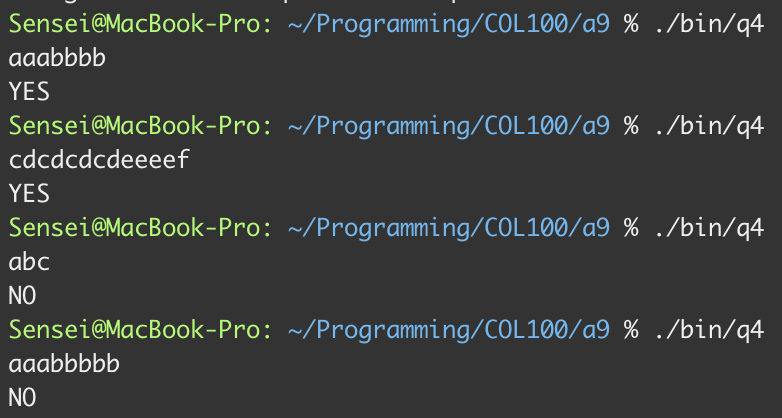 Sensei@MacBook-Pro: ~/Programming/COL100/a9 % ./bin/q4
aaabbbb
YES
Sensei@MacBook-Pro: ~/Programming/COL100/a9 % ./bin/q4
cdcdcdcdeeeef
YES
Sensei@MacBook-Pro: ~/Programming/COL100/a9 % ./bin/q4
abc
NO
Sensei@MacBook-Pro: ~/Programming/COL100/a9 % ./bin/q4
aaabbbbb
NO